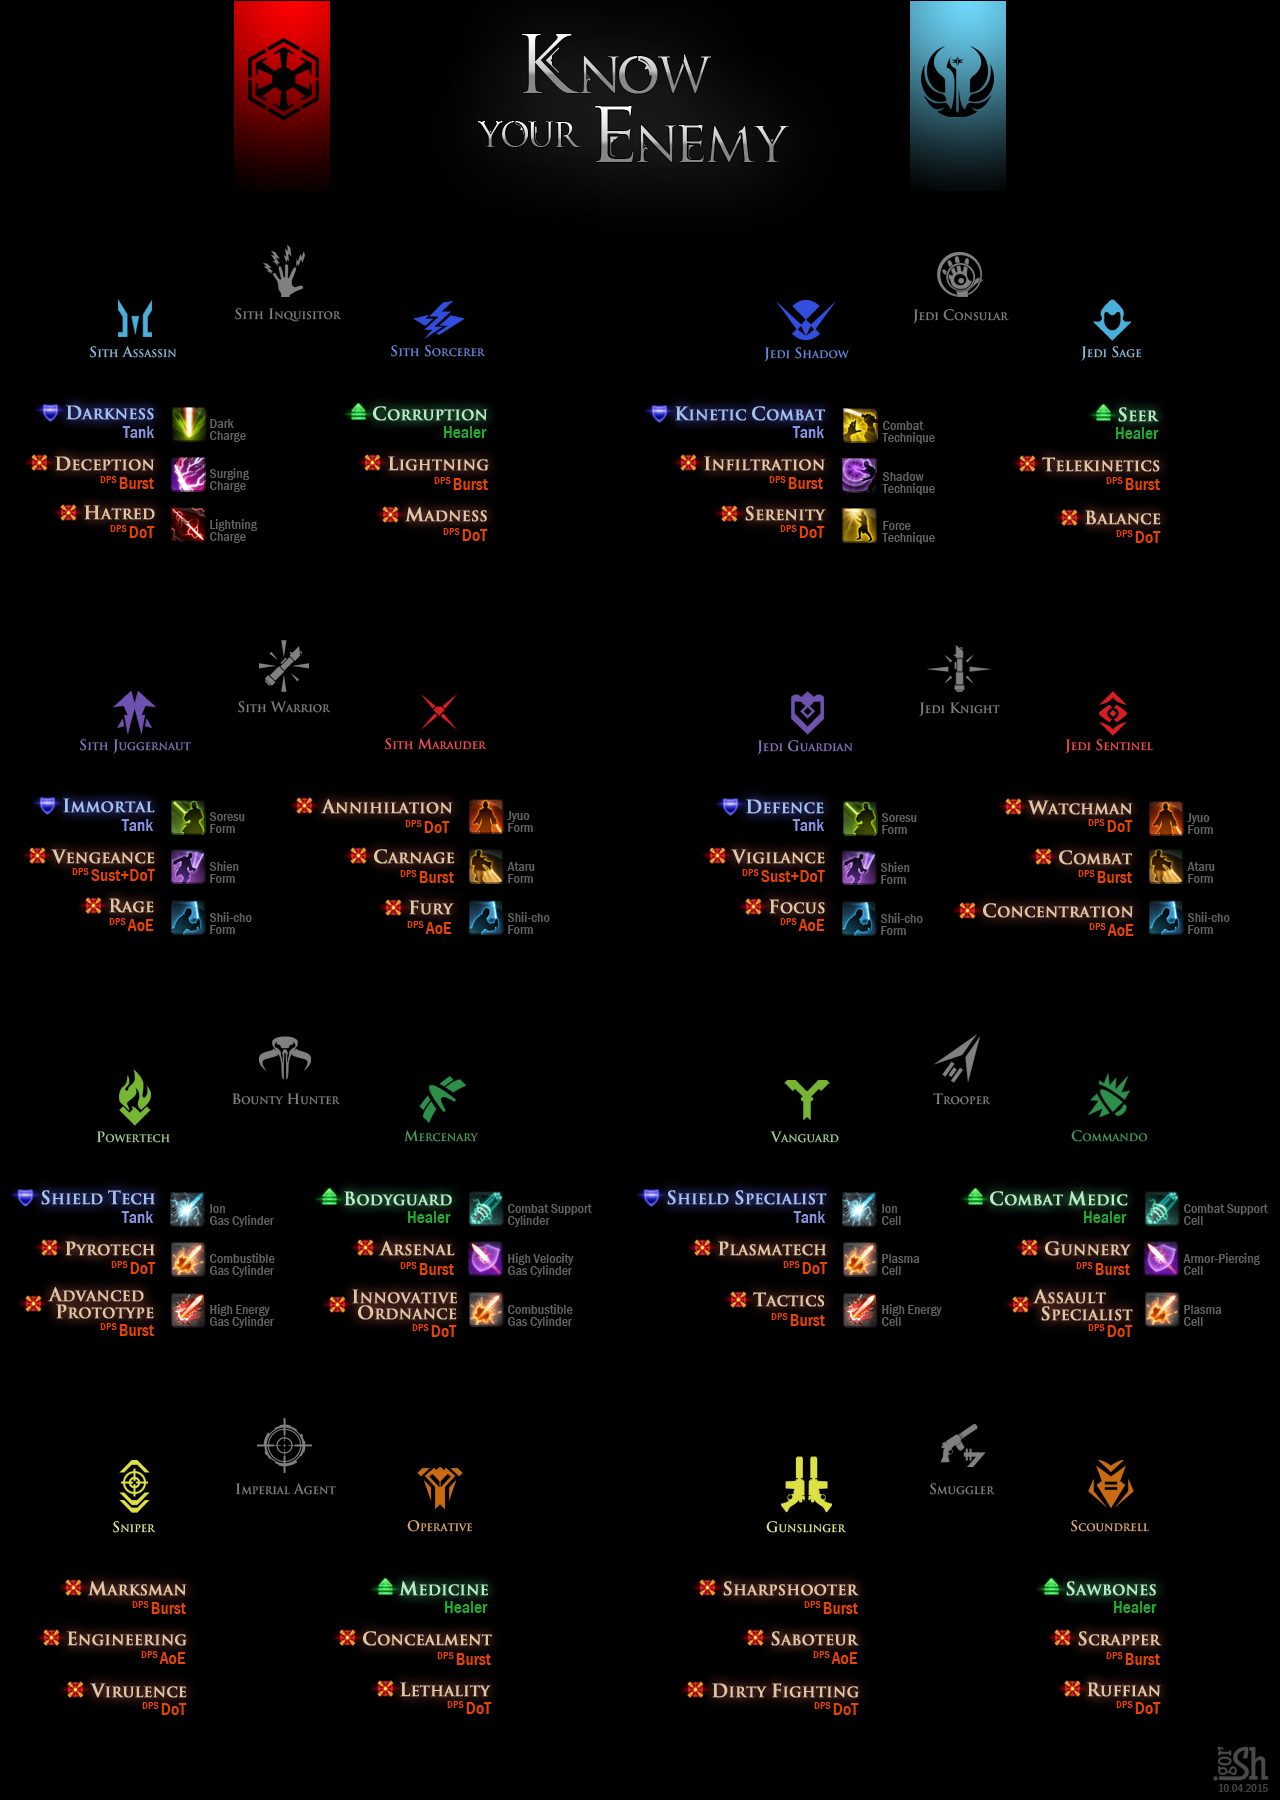 Know
your Enemy
Sith Inquisitor
Sith Assassin
Sith Sorcerer
Darkness
Tank
Dark
Charge
Deception
DPS Burst
Surging
Charge
Hatred
DPS DoT
Lightning
Charge
Corruption
Healer
Lightning
DPS Burst
Madness
DPS DoT
Jedi Consular
Jedi Shadow
Jedi Sage
Kinetic Combat
Tank
Combat
Technique
Infiltration
DPS Burst
Shadow
Technique
Serenity
DPS DoT
Force
Technique
Seer
Healer
Telekinetics
DPS Burst
Balance
DPS DoT
Sith Warrior
Sith Juggernaut
Sith Marauder
Immortal
Tank
Soresu
Form
Vengeance
DPS Sust+DoT
Shien
Form
Rage
DPS AoE
Shii-cho
Form
Annihilation
DPS DoT
Jyuo
Form
Carnage
DPS Burst
Ataru
Form
Fury
DPS AoE
Shii-cho
Form
Jedi Knight
Jedi Guardian
Jedi Sentinel
Defence
Tank
Soresu
Form
Vigilance
DPS Sust+DoT
Shien
Form
Focus
DPS AoE
Shii-cho
Form
Watchman
DPS DoT
Jyuo
Form
Combat
DPS Burst
Ataru
Form
Concentration
DPS AoE
Shii-cho
Form
Bounty Hunter
Powertech
Mercenary
Shield Tech
Tank
Ion
Gas Cylinder
Pyrotech
DPS DoT
Combustible
Gas Cylinder
Advanced
Prototype
DPS Burst
High Energy
Gas Cylinder
Bodyguard
Healer
Combat Support
Cylinder
Arsenal
DPS Burst
High Velocity
Gas Cylinder
Innovative
Ordnance
DPS DoT
Combustible
Gas Cylinder
Trooper
Vanguard
Commando
Shield Specialist
Tank
Ion
Cell
Plasmatech
DPS DoT
Plasma
Cell
Tactics
DPS Burst
High Energy
Cell
Combat Medic
Healer
Combat Support
Cell
Gunnery
DPS Burst
Armor-Piercing
Cell
Assault
Specialist
DPS DoT
Plasma
Cell
Imperial Agent
Sniper
Operative
Marksman
DPS Burst
Engineering
DPS AoE
Virulence
DPS DoT
Medicine
Healer
Concealment
DPS Burst
Lethality
DPS DoT
Smuggler
Gunslinger
Scoundrell
Sharpshooter
DPS Burst
Saboteur
DPS AoE
Dirty Fighting
DPS DoT
Sawbones
Healer
Scrapper
DPS Burst
Ruffian
DPS DoT
igor Sh
10.04.2015